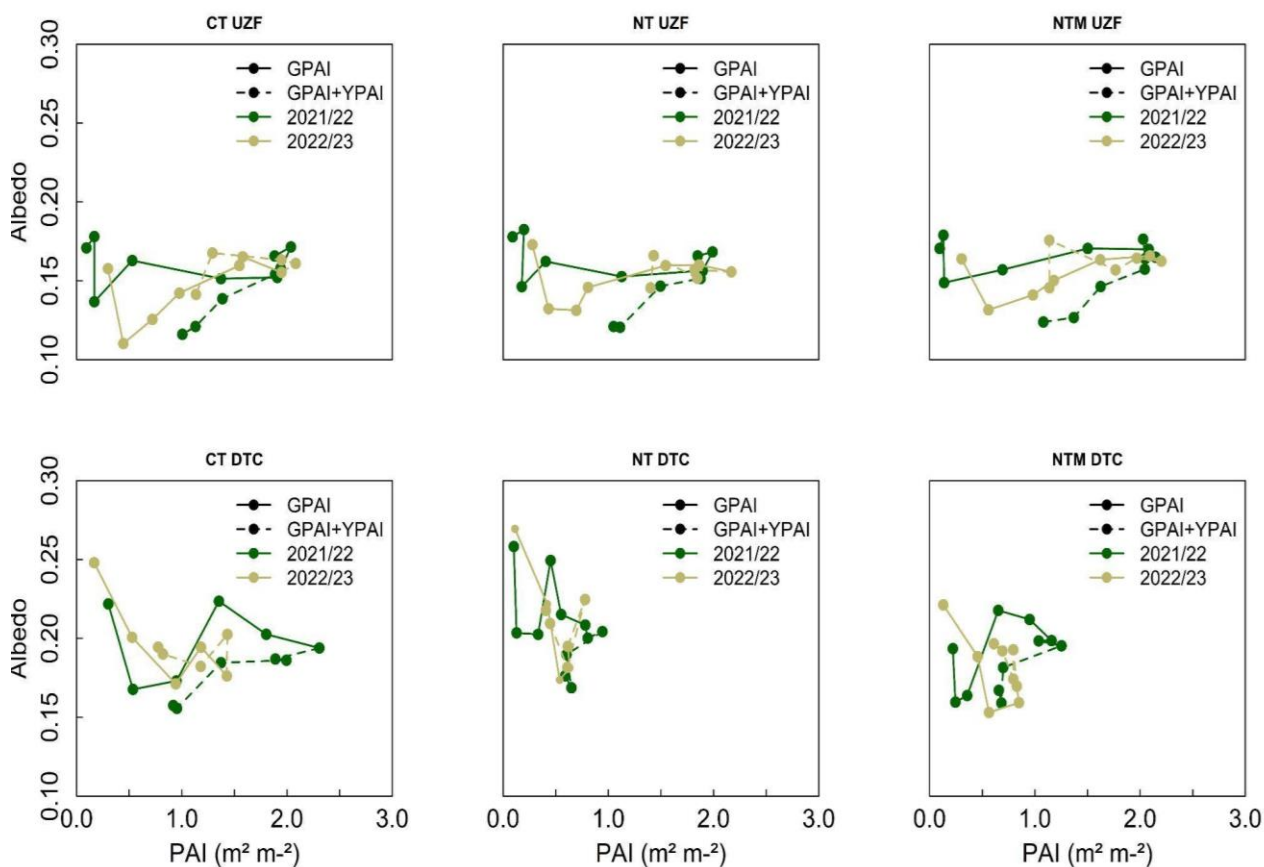 CT UZF
NT UZF
NTM UZF
0.30
0.25
0.20
0.15
0.10
Albedo
GPAI
GPAI+YPAI
2021/22
2022/23
GPAI
GPAI+YPAI
2021/22
2022/23
GPAI
GPAI+YPAI
2021/22
2022/23
CT DTC
NT DTC
NTM DTC
0.30
0.25
0.20
0.15
0.10
Albedo
GPAI
GPAI+YPAI
2021/22
2022/23
GPAI
GPAI+YPAI
2021/22
2022/23
GPAI
GPAI+YPAI
2021/22
2022/23
0.0 1.0 2.0 3.0
0.0 1.0 2.0 3.0
0.0 1.0 2.0 3.0
PAI (m² m-²)
PAI (m² m-²)
PAI (m² m-²)